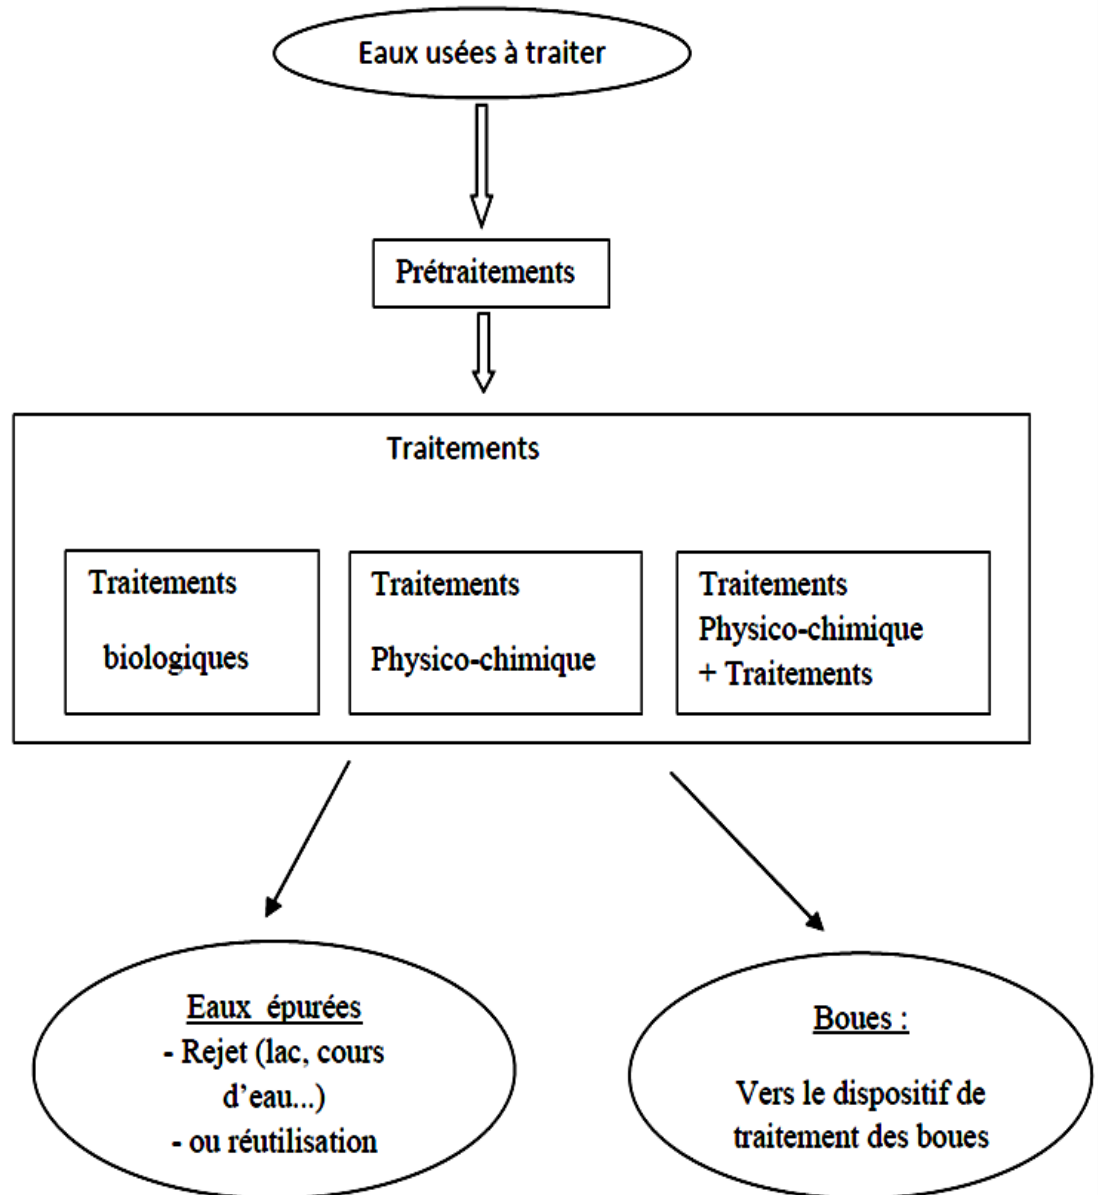 Eaux usées à traiter
Prétraitements
Traitements
Traitements
biologiques
Traitements
Physico-chimique
Traitements
Physico-chimique
+ Traitements
Eaux épurées
- Rejet (lac, cours
d’eau...)
- ou réutilisation
Boues :
Vers le dispositif de
traitement des boues